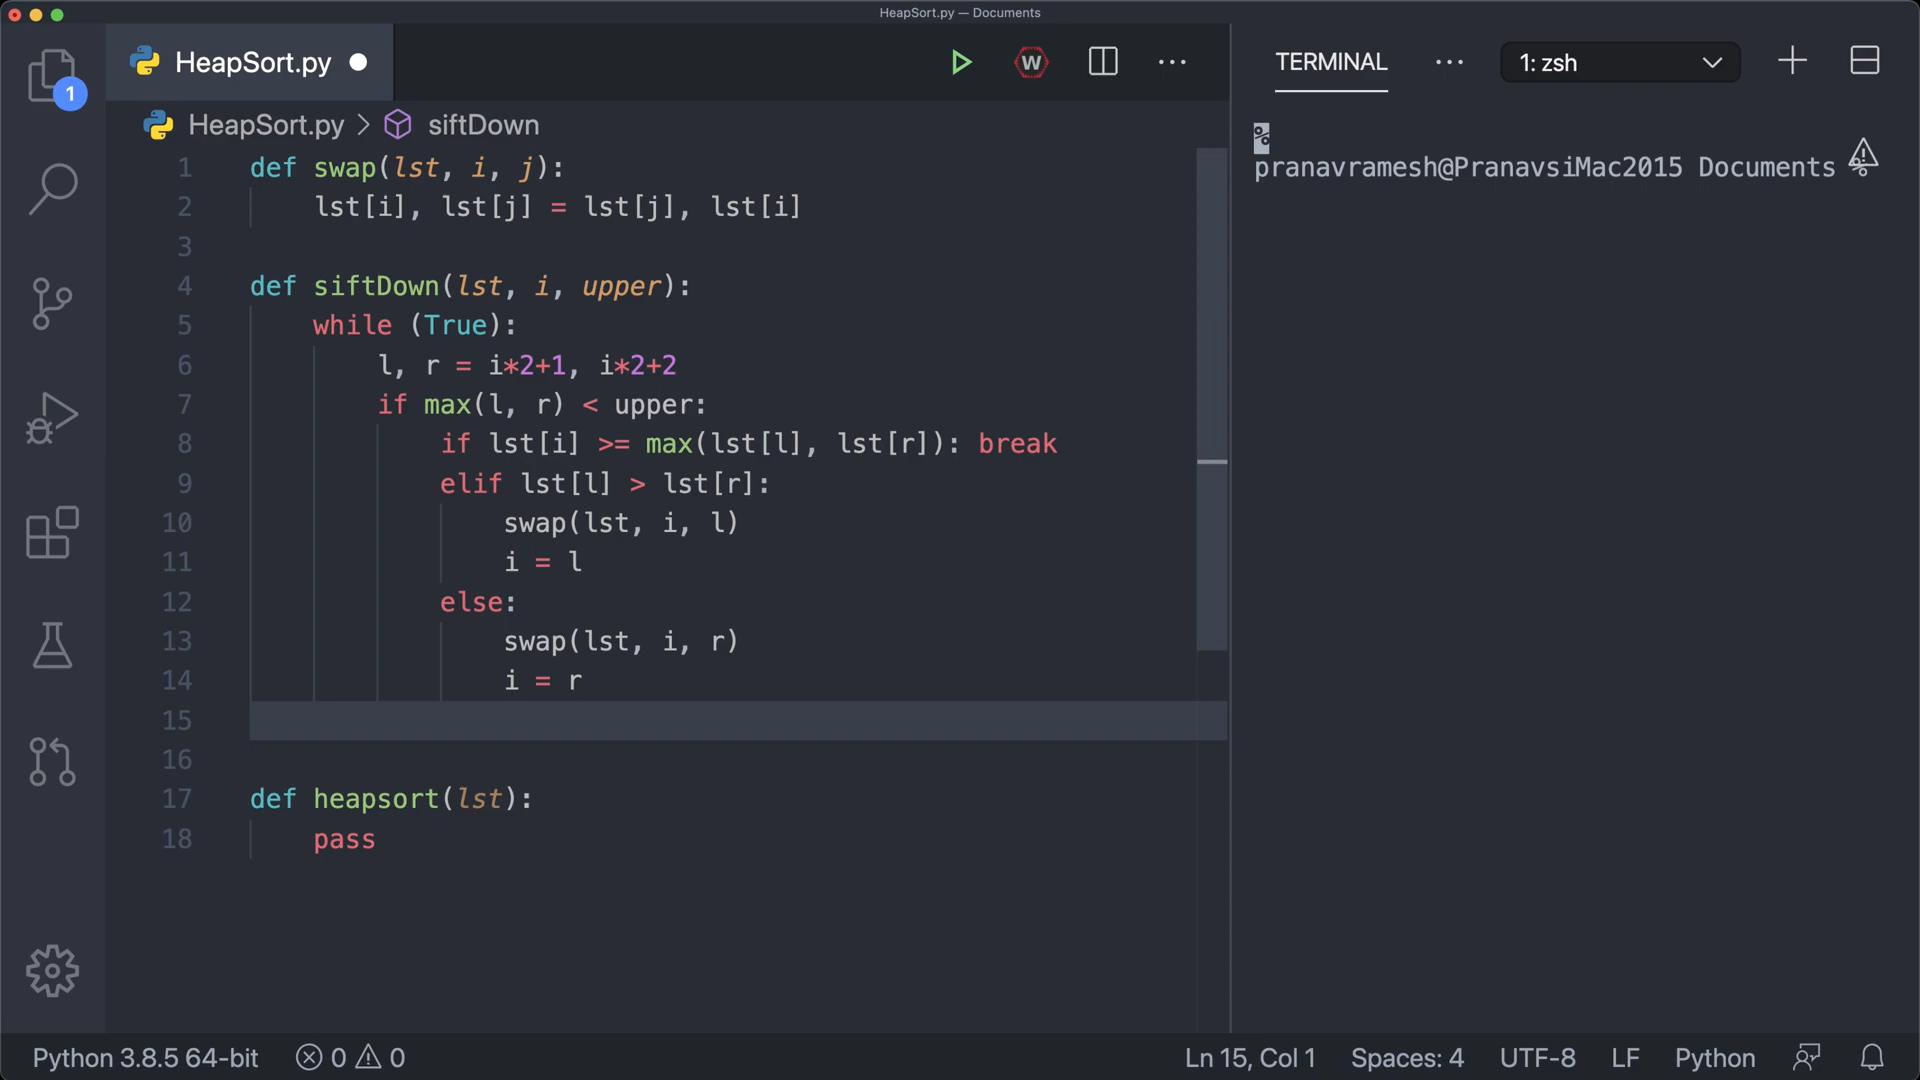 HeapSort.py — Documents
HeapSort.py
W
TERMINAL
1: zsh
1
HeapSort.py > siftDown
%
pranavramesh@PranavsiMac2015 Documents %
1 def swap(lst, i, j):
2     lst[i], lst[j] = lst[j], lst[i]
3
4 def siftDown(lst, i, upper):
5     while (True):
6         l, r = i*2+1, i*2+2
7         if max(l, r) < upper:
8             if lst[i] >= max(lst[l], lst[r]): break
9             elif lst[l] > lst[r]:
10                 swap(lst, i, l)
11                 i = l
12             else:
13                 swap(lst, i, r)
14                 i = r
15
16
17 def heapsort(lst):
18     pass
Python 3.8.5 64-bit 0 0 Ln 15, Col 1 Spaces: 4 UTF-8 LF Python